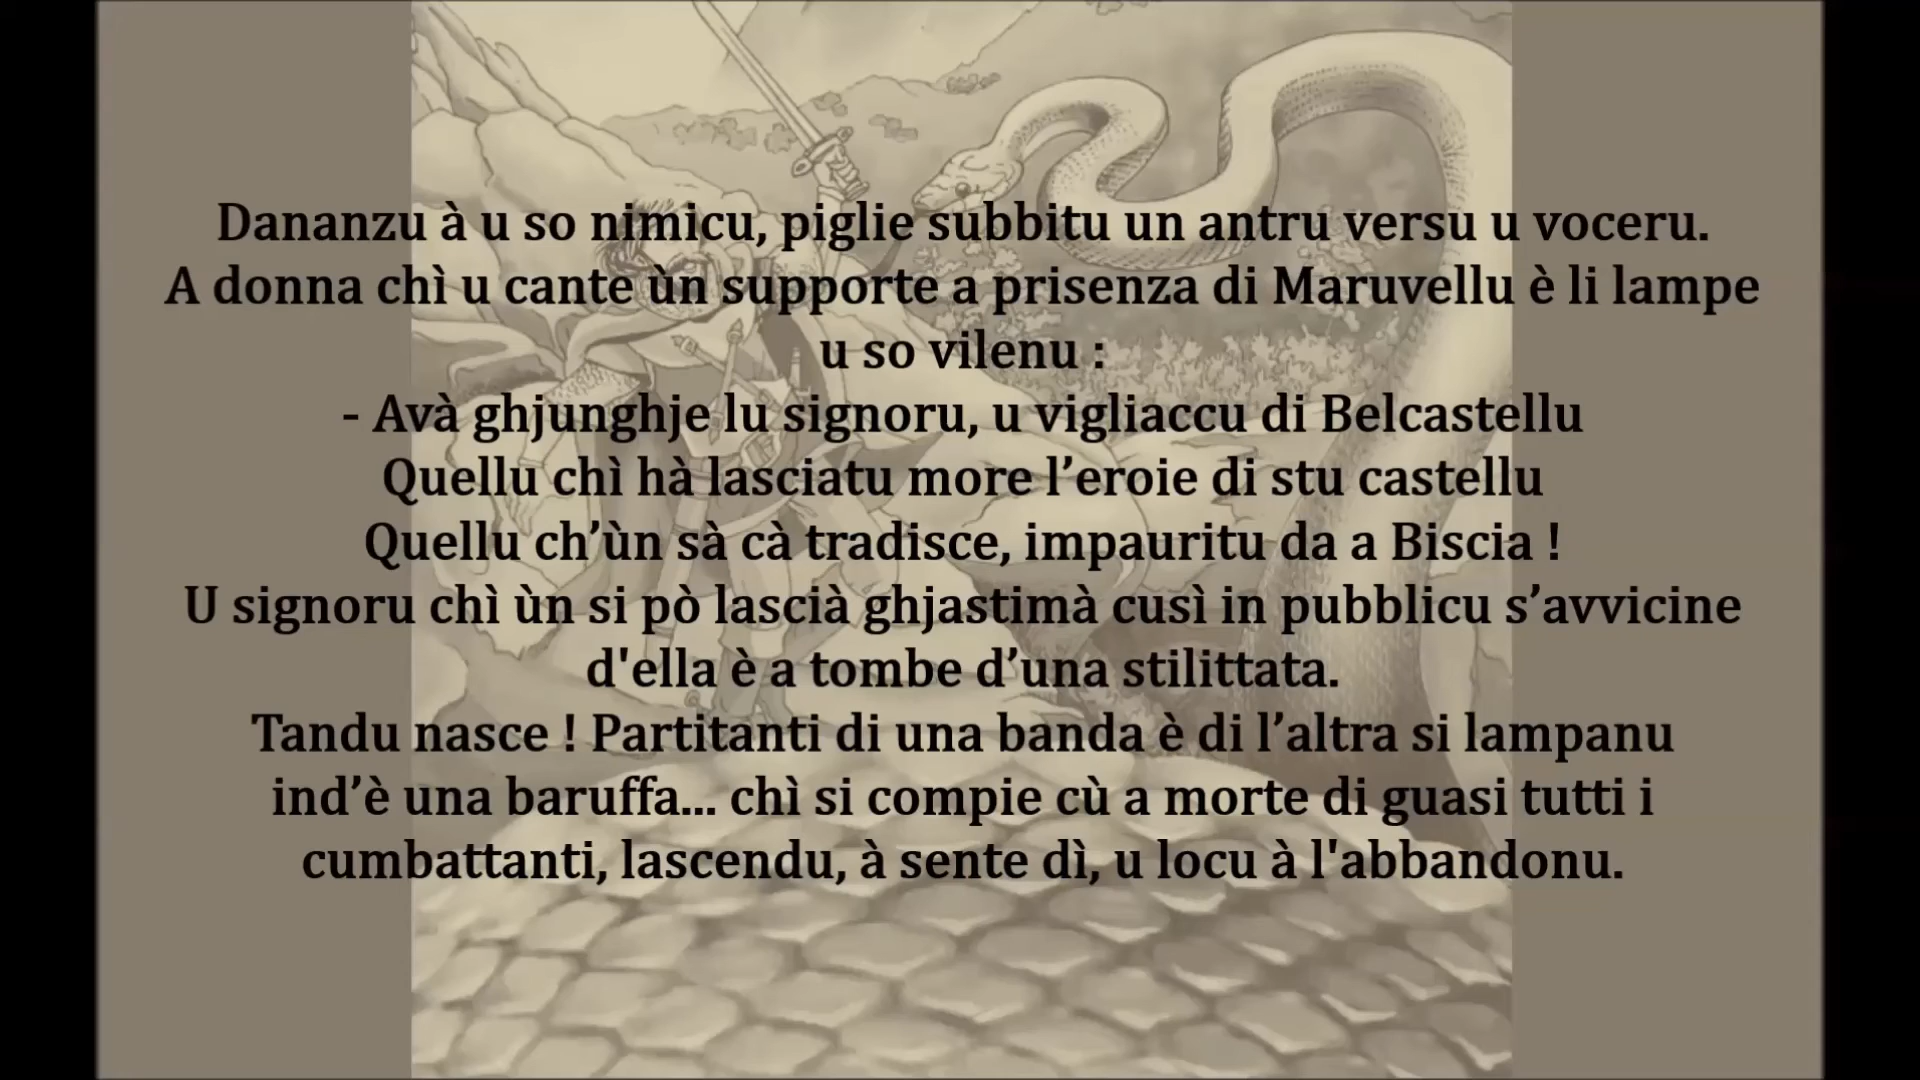 Dananzu à u so nimicu, piglie subbitu un antru versu u voceru.
A donna chì u cante ùn supporte a prisenza di Maruvellu è li lampe
u so vilenu :
- Avà ghjunghje lu signoru, u vigliaccu di Belcastellu
Quellu chì hà lasciatu more l’eroie di stu castellu
Quellu ch’ùn sà cà tradisce, impauritu da a Biscia !
U signoru chì ùn si pò lascià ghjastimà cusì in pubblicu s’avvicine
d'ella è a tombe d’una stilittata.
Tandu nasce ! Partitanti di una banda è di l’altra si lampanu
ind’è una baruffa... chì si compie cù a morte di guasi tutti i
cumbattanti, lascendu, à sente dì, u locu à l'abbandonu.